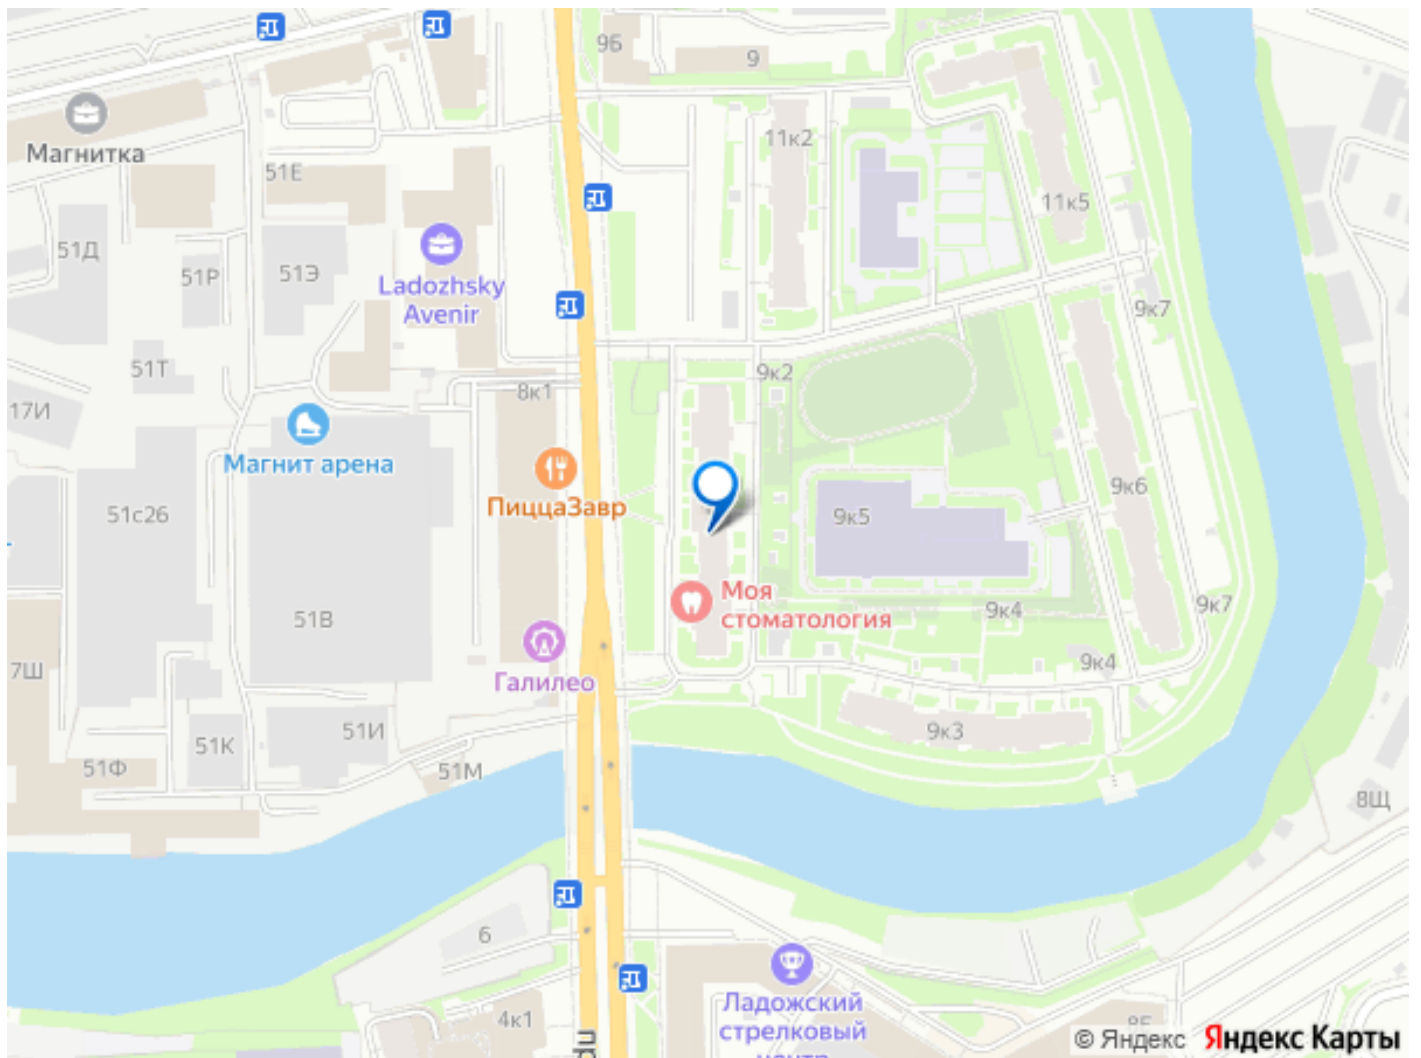 9Б
9
11к2
Магнитка
51Е
11к5
51Д
51Р
51Э
Ladozhsky
Avenir
9к7
51Т
8к1
9к2
17И
Магнит арена
ПиццаЗавр
51с26
9к5
9к6
Моя
стоматология
9к4
9к7
51В
7Ш
Галилео
9к4
51К
51И
9к3
51Ф
51М
8Щ
6
4к1
Ладожский
стрелковый
центр
© Яндекс
Яндекс Карты